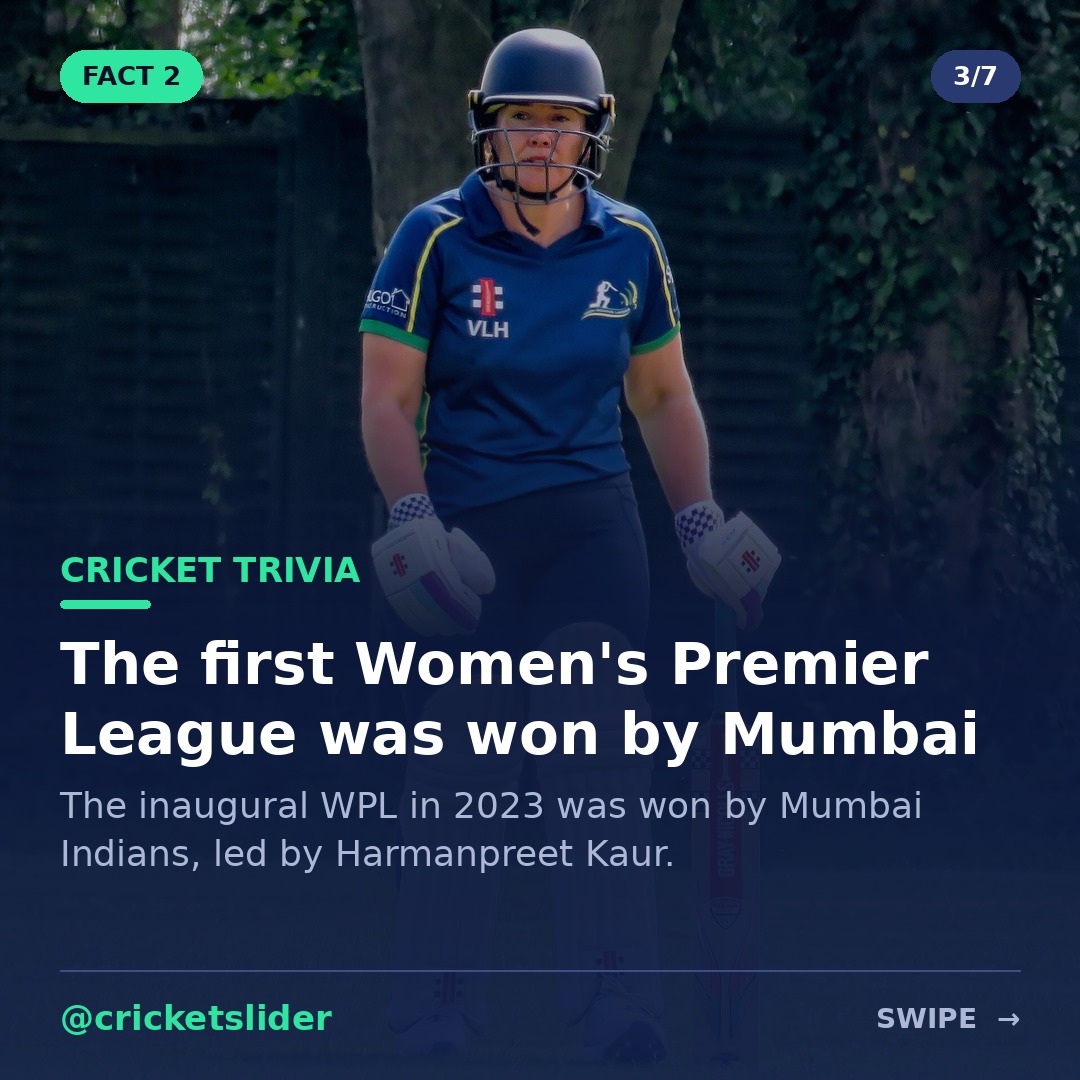 FACT 2
3/7
VLH
CRICKET TRIVIA
The first Women's Premier
League was won by Mumbai
The inaugural WPL in 2023 was won by Mumbai
Indians, led by Harmanpreet Kaur.
@cricketslider
SWIPE →